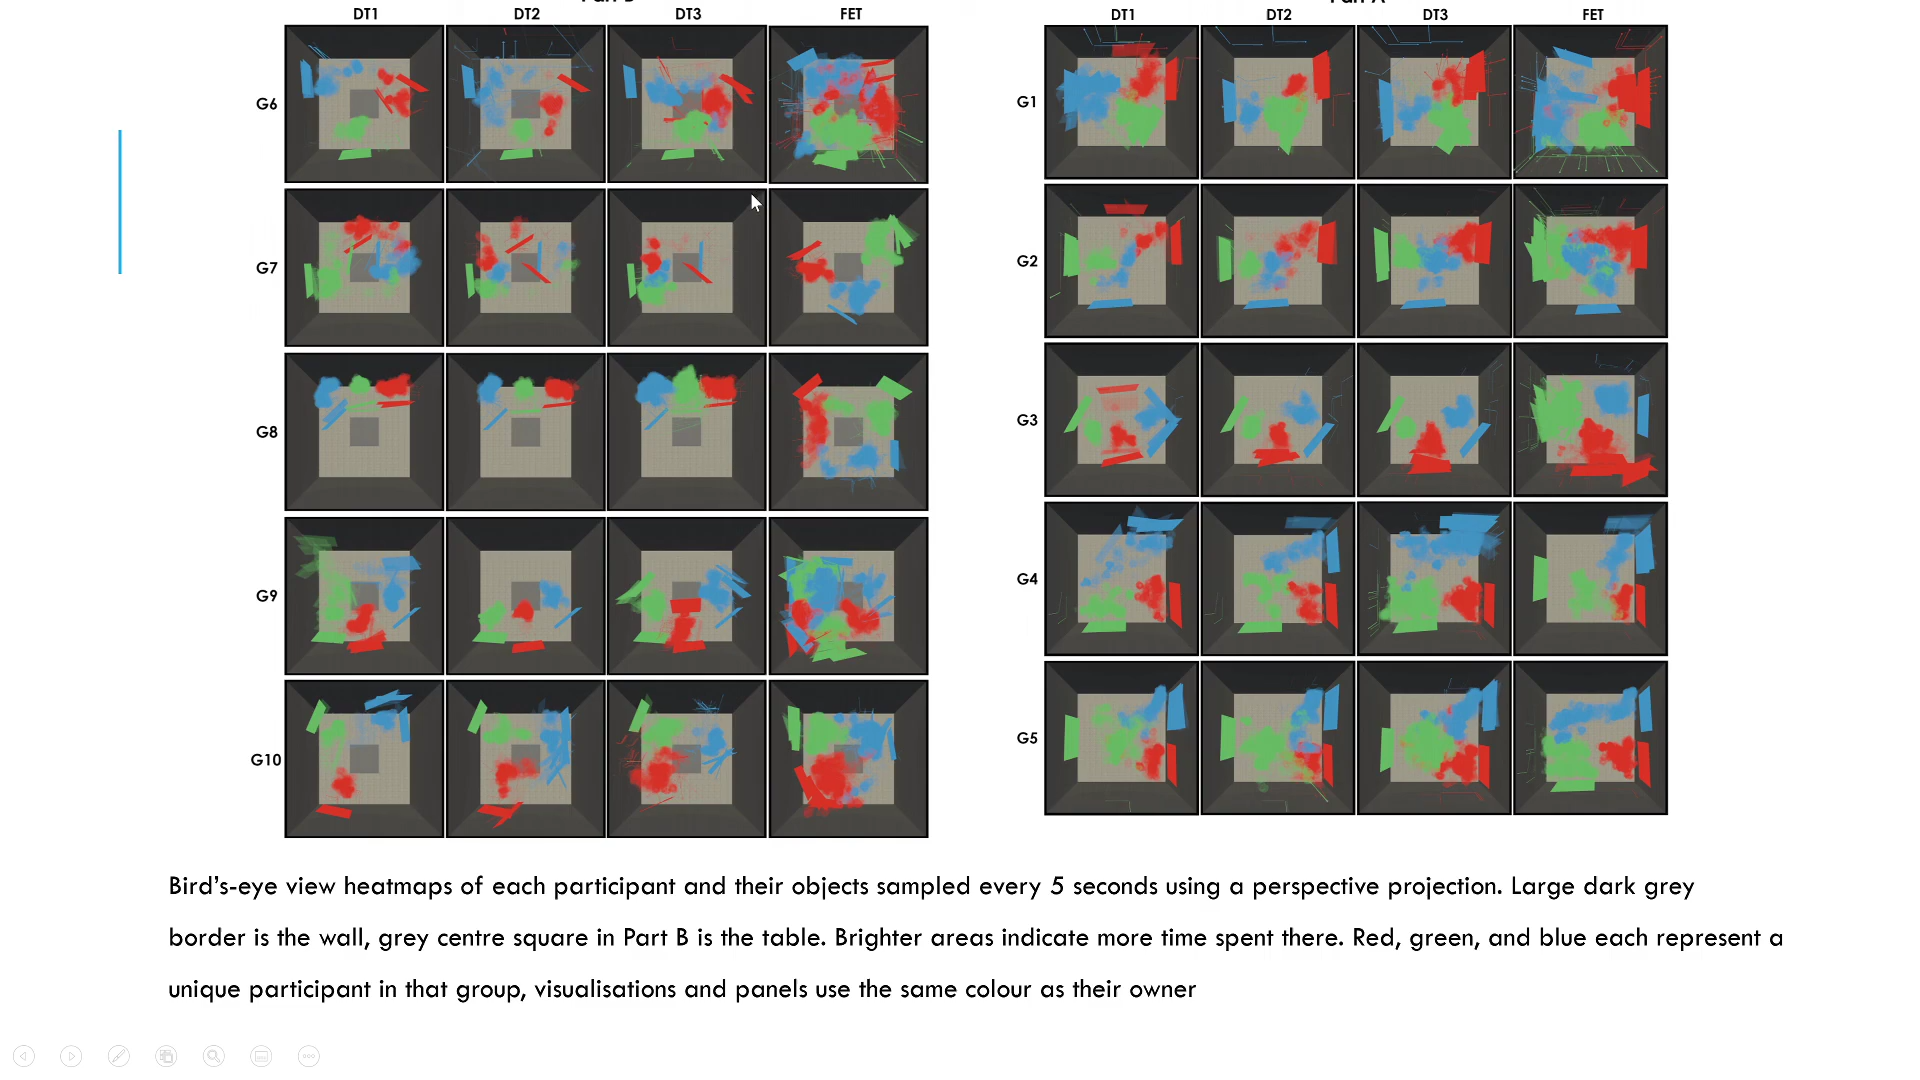 Part B
Part A
DT1 DT2 DT3 FET
DT1 DT2 DT3 FET
G6
G7
G8
G9
G10
G1
G2
G3
G4
G5
Bird's-eye view heatmaps of each participant and their objects sampled every 5 seconds using a perspective projection. Large dark grey
border is the wall, grey centre square in Part B is the table. Brighter areas indicate more time spent there. Red, green, and blue each represent a
unique participant in that group, visualisations and panels use the same colour as their owner